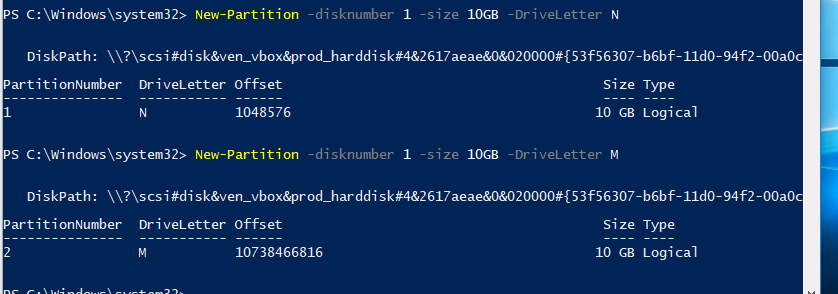 PS C:\Windows\system32> New-Partition -disknumber 1 -size 10GB -DriveLetter N
DiskPath: \\?\scsi#disk&ven_vbox&prod_harddisk#4&2617aeae&0&020000#{53f56307-b6bf-11d0-94f2-00a0c
PartitionNumber DriveLetter Offset Size Type
--------------- ----------- ------ ---- ----
1 N 1048576 10 GB Logical
PS C:\Windows\system32> New-Partition -disknumber 1 -size 10GB -DriveLetter M
DiskPath: \\?\scsi#disk&ven_vbox&prod_harddisk#4&2617aeae&0&020000#{53f56307-b6bf-11d0-94f2-00a0c
PartitionNumber DriveLetter Offset Size Type
--------------- ----------- ------ ---- ----
2 M 10738466816 10 GB Logical
PS C:\Windows\system32>